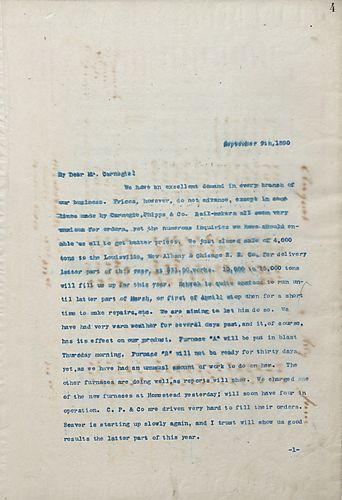 4
September 9th, 1890
My Dear Mr. Carnegie:
We have an excellent demand in every branch of
our business. Prices, however, do not advance, except in some
lines made by Carnegie, Phipps & Co. Rail-makers all seem very
anxious for orders, yet the numerous inquiries we have should en-
able us all to get better prices. We just closed sale of 4,000
tons to the Louisville, New Albany & Chicago R. R. Co. for delivery
latter part of this year, at $31.50, works. 10,000 to 15,000 tons
will fill us up for this year. Schwab is quite anxious to run un-
til latter part of March, or first of April; stop then for a short
time to make repairs, etc. We are aiming to let him do so. We
have had very warm weather for several days past, and it, of course,
has its effect on our product. Furnace "A" will be put in blast
Thursday morning. Furnace "B" will not be ready for thirty days
yet, as we have had an unusual amount of work to do on her. The
other furnaces are doing well, as reports will show. We charged one
of the new furnaces at Homestead yesterday; will soon have four in
operation. C. P. & Co are driven very hard to fill their orders.
Beaver is starting up slowly again, and I trust will show us good
results the latter part of this year.
-1-